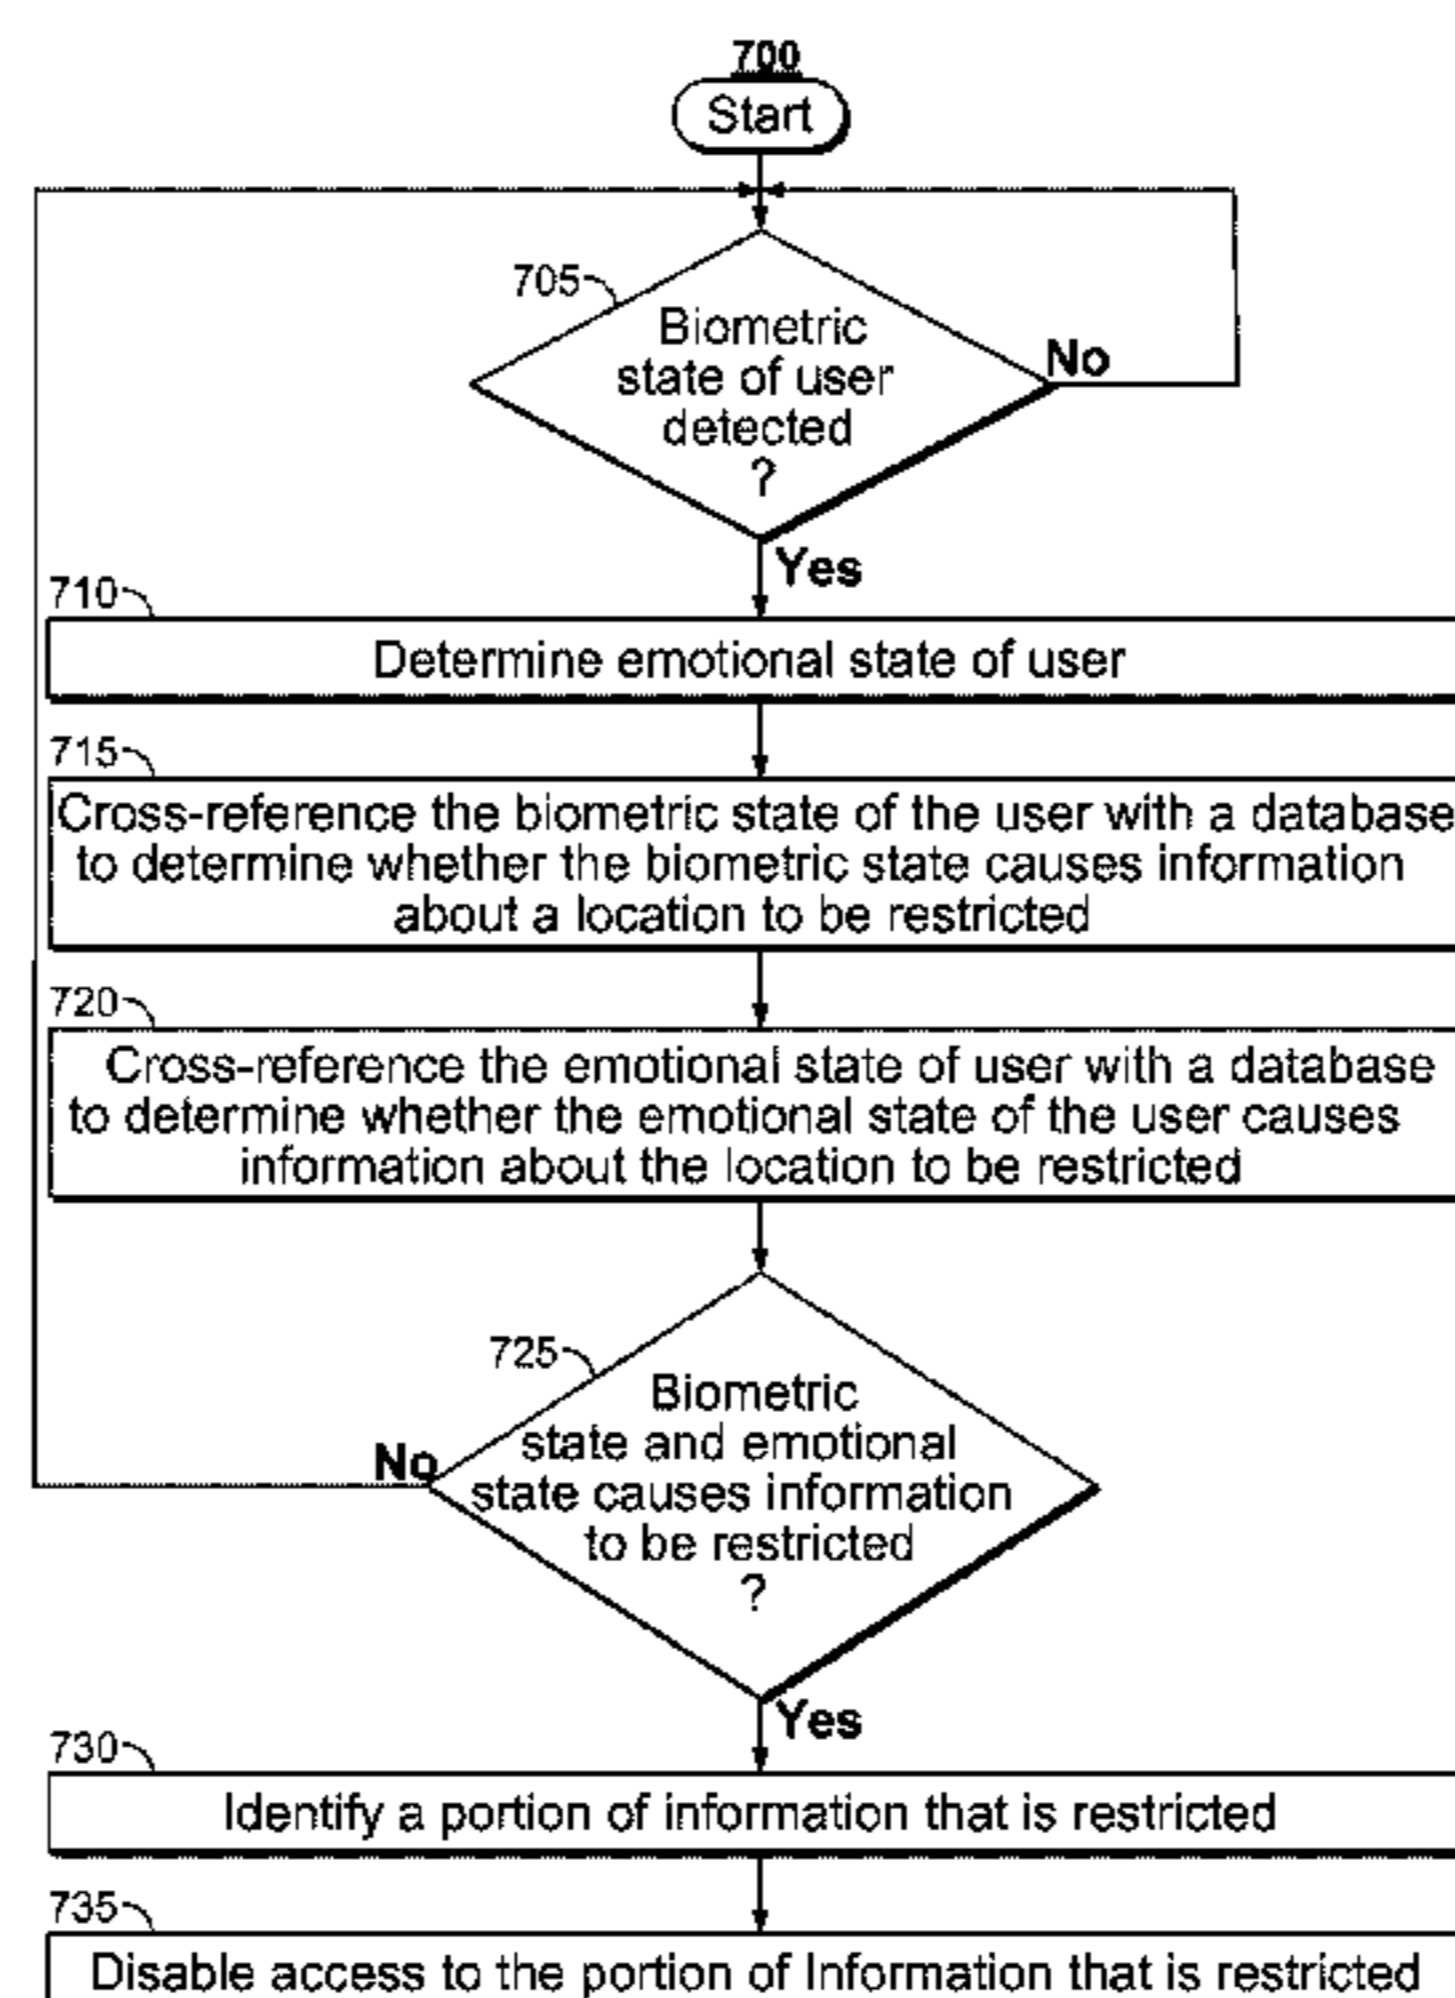 700
Start
705
Biometric
state of user
detected
?
No
Yes
710
Determine emotional state of user
715
Cross-reference the biometric state of the user with a database
to determine whether the biometric state causes information
about a location to be restricted
720
Cross-reference the emotional state of user with a database
to determine whether the emotional state of the user causes
information about the location to be restricted
725
Biometric
state and emotional
state causes information
to be restricted
?
No
Yes
730
Identify a portion of information that is restricted
735
Disable access to the portion of Information that is restricted